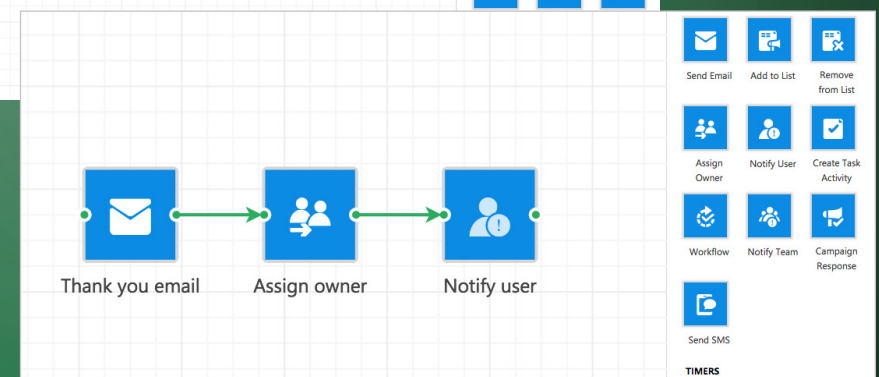 Send Email
Add to List
Remove
from List
Assign
Owner
Notify User
Create Task
Activity
Workflow
Notify Team
Campaign
Response
Send SMS
TIMERS
Thank you email
Assign owner
Notify user